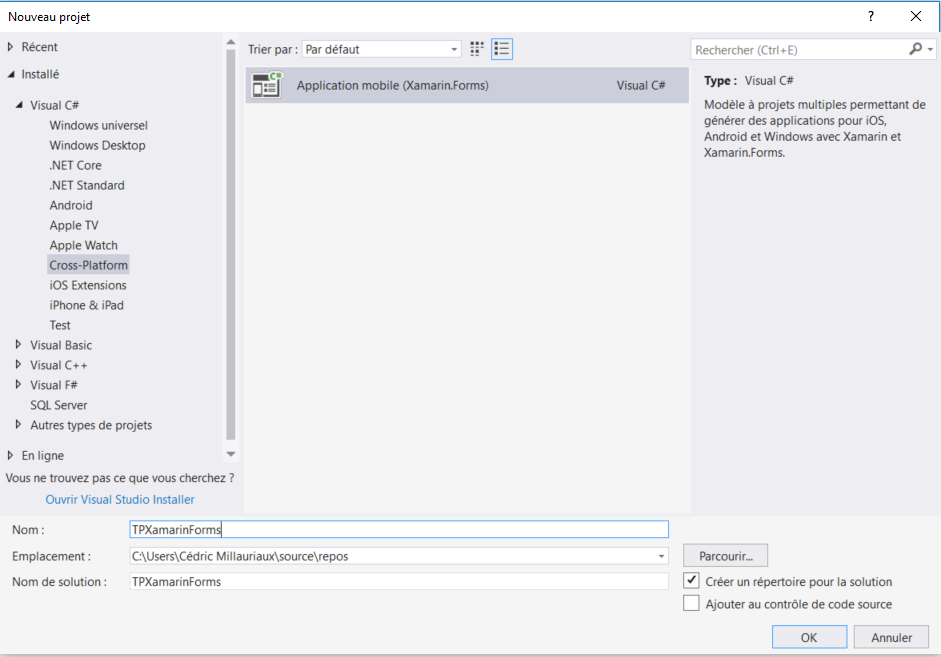 Nouveau projet
?
Récent
Installé
Visual C#
Windows universel
Windows Desktop
.NET Core
.NET Standard
Android
Apple TV
Apple Watch
Cross-Platform
iOS Extensions
iPhone & iPad
Test
Visual Basic
Visual C++
Visual F#
SQL Server
Autres types de projets
En ligne
Vous ne trouvez pas ce que vous cherchez ?
Ouvrir Visual Studio Installer
Trier par : Par défaut
C#
Application mobile (Xamarin.Forms) Visual C#
Rechercher (Ctrl+E)
Type : Visual C#
Modèle à projets multiples permettant de
générer des applications pour iOS,
Android et Windows avec Xamarin et
Xamarin.Forms.
Nom : TPXamarinForms
Emplacement : C:\Users\Cédric Millauriaux\source\repos
Parcourir...
Nom de solution : TPXamarinForms
Créer un répertoire pour la solution
Ajouter au contrôle de code source
OK Annuler